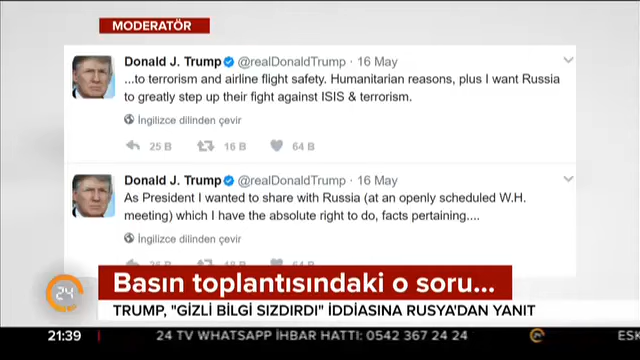 MODERATÖR
Donald J. Trump @realDonaldTrump · 16 May
...to terrorism and airline flight safety. Humanitarian reasons, plus I want Russia
to greatly step up their fight against ISIS & terrorism.
İngilizce dilinden çevir
25 B 16 B 64 B
Donald J. Trump @realDonaldTrump · 16 May
As President I wanted to share with Russia (at an openly scheduled W.H.
meeting) which I have the absolute right to do, facts pertaining....
İngilizce dilinden çevir
Basın toplantısındaki o soru...
24
TRUMP, "GİZLİ BİLGİ SIZDIRDI" İDDİASINA RUSYA'DAN YANIT
21:39 24 TV WHATSAPP İHBAR HATTI: 0542 367 24 24 ESKİ